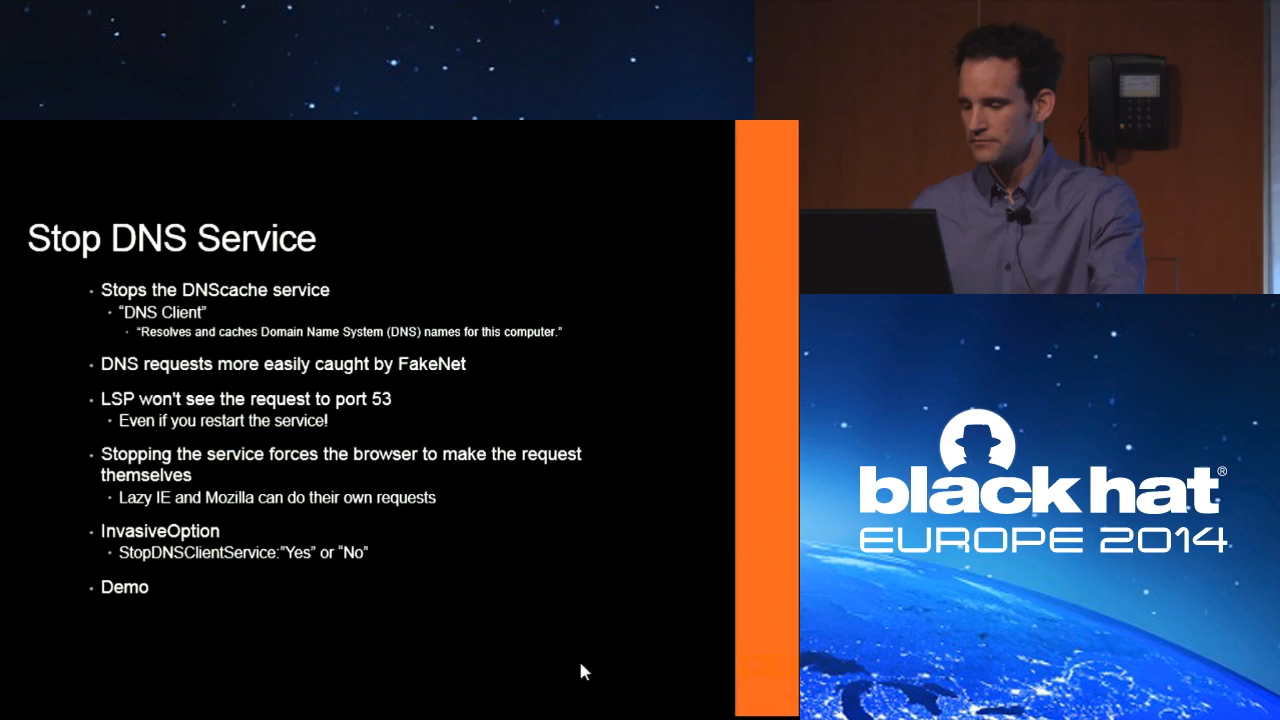 Stop DNS Service
• Stops the DNScache service
• “DNS Client”
• “Resolves and caches Domain Name System (DNS) names for this computer.”
• DNS requests more easily caught by FakeNet
• LSP won't see the request to port 53
• Even if you restart the service!
• Stopping the service forces the browser to make the request
themselves
• Lazy IE and Mozilla can do their own requests
• InvasiveOption
• StopDNSClientService:”Yes” or “No”
• Demo
black hat®
EUROPE 2014